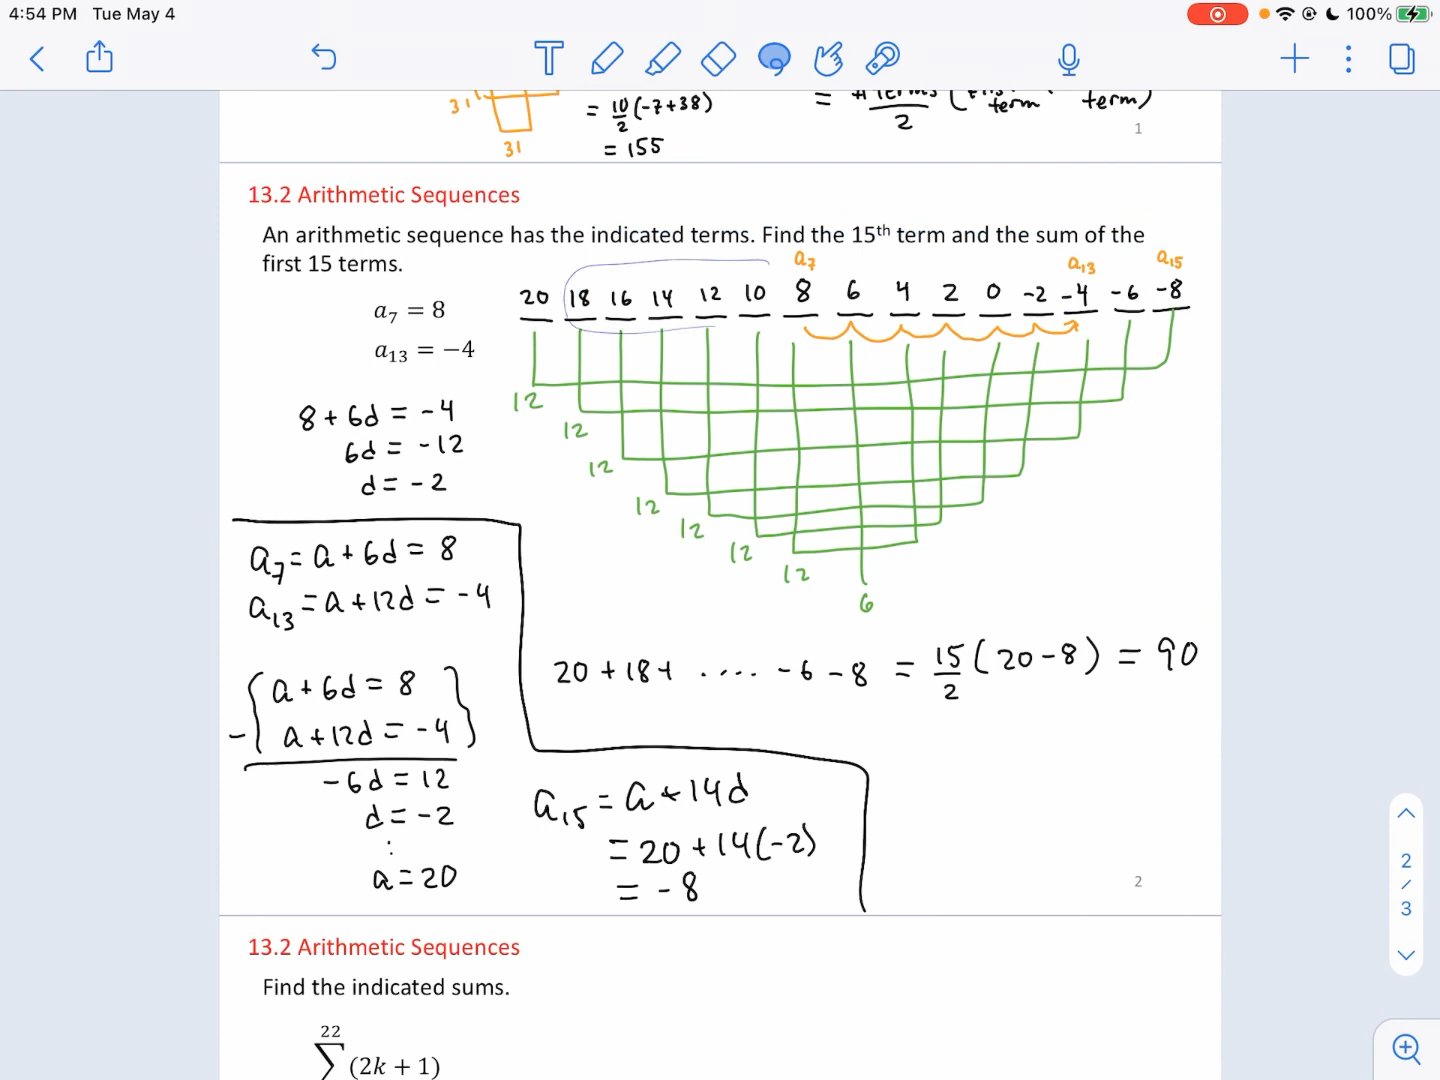 4:54 PM Tue May 4
100%
31
31
= 10/2 (-7+38)
= 155
= # terms/2 ( term term)
1
13.2 Arithmetic Sequences
An arithmetic sequence has the indicated terms. Find the 15th term and the sum of the
first 15 terms.
a₇ a₁₃ a₁₅
20 18 16 14 12 10 8 6 4 2 0 -2 -4 -6 -8
a₇ = 8
a₁₃ = −4
8 + 6d = -4
6d = -12
d = -2
12
12
12
12
12
12
12
6
a₇ = a + 6d = 8
a₁₃ = a + 12d = -4
a + 6d = 8
- a + 12d = -4
-6d = 12
d = -2
:
a = 20
20 + 18 + ..... -6 -8 = 15/2 (20-8) = 90
a₁₅ = a + 14d
= 20 + 14(-2)
= -8
2
2
/
3
13.2 Arithmetic Sequences
Find the indicated sums.
22
∑(2k + 1)